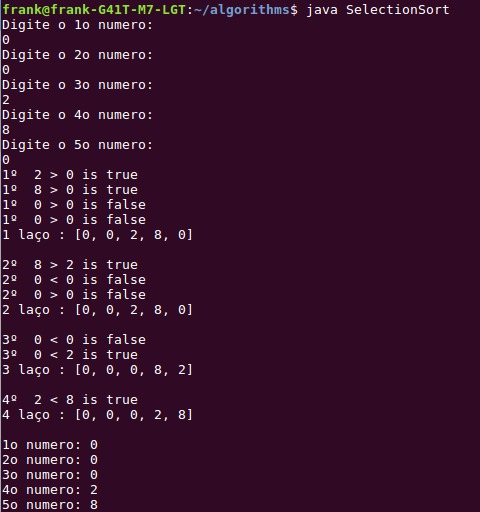 frank@frank-G41T-M7-LGT:~/algorithms$ java SelectionSort
Digite o 1o numero:
0
Digite o 2o numero:
0
Digite o 3o numero:
2
Digite o 4o numero:
8
Digite o 5o numero:
0
1º  2 > 0 is true
1º  8 > 0 is true
1º  0 > 0 is false
1º  0 > 0 is false
1 laço : [0, 0, 2, 8, 0]

2º  8 > 2 is true
2º  0 < 0 is false
2º  0 > 0 is false
2 laço : [0, 0, 2, 8, 0]

3º  0 < 0 is false
3º  0 < 2 is true
3 laço : [0, 0, 0, 8, 2]

4º  2 < 8 is true
4 laço : [0, 0, 0, 2, 8]

1o numero: 0
2o numero: 0
3o numero: 0
4o numero: 2
5o numero: 8